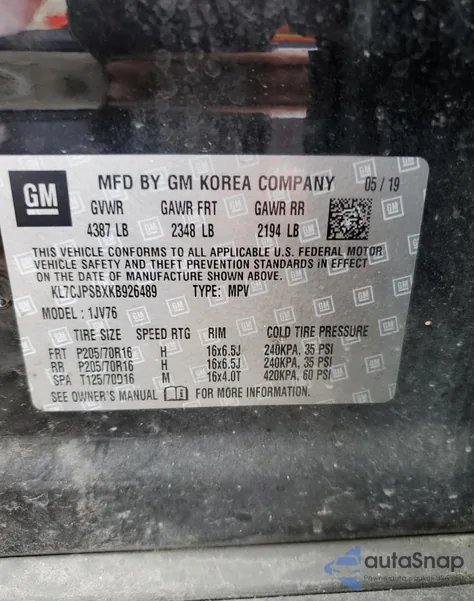 GM
MFD BY GM KOREA COMPANY 05/19
GVWR GAWR FRT GAWR RR
4387 LB 2348 LB 2194 LB
THIS VEHICLE CONFORMS TO ALL APPLICABLE U.S. FEDERAL MOTOR
VEHICLE SAFETY AND THEFT PREVENTION STANDARDS IN EFFECT
ON THE DATE OF MANUFACTURE SHOWN ABOVE.
KL7CJPSBXKB926489 TYPE: MPV
MODEL: 1JV76
TIRE SIZE SPEED RTG RIM COLD TIRE PRESSURE
FRT P205/70R16 H 16x6.5J 240KPA, 35 PSI
RR P205/70R16 H 16x6.5J 240KPA, 35 PSI
SPA T125/70D16 M 16x4.0T 420KPA, 60 PSI
SEE OWNER'S MANUAL FOR MORE INFORMATION
autoSnap